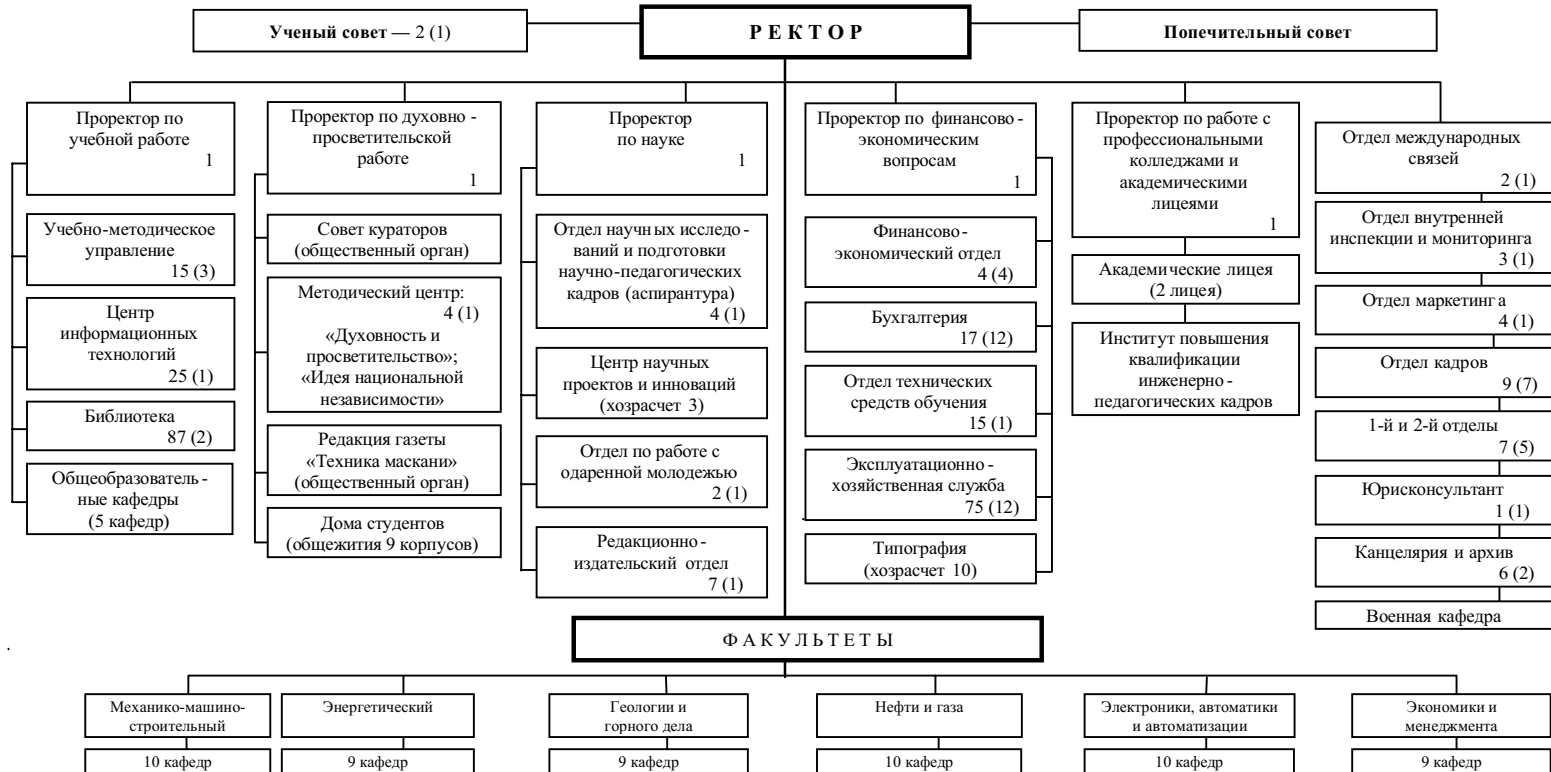 Ученый совет — 2 (1)
Р Е К Т О Р
Попечительный совет
Проректор по
учебной работе
1
Учебно-методическое
управление
15 (3)
Центр
информационных
технологий
25 (1)
Библиотека
87 (2)
Общеобразователь-
ные кафедры
(5 кафедр)
Проректор по духовно-
просветительской
работе
1
Совет кураторов
(общественный орган)
Методический центр:
4 (1)
«Духовность и
просветительство»;
«Идея национальной
независимости»
Редакция газеты
«Техника маскани»
(общественный орган)
Дома студентов
(общежития 9 корпусов)
Проректор
по науке
1
Отдел научных исследо-
ваний и подготовки
научно-педагогических
кадров (аспирантура)
4 (1)
Центр научных
проектов и инноваций
(хозрасчет 3)
Отдел по работе с
одаренной молодежью
2 (1)
Редакционно-
издательский отдел
7 (1)
Проректор по финансово-
экономическим
вопросам
1
Финансово-
экономический отдел
4 (4)
Бухгалтерия
17 (12)
Отдел технических
средств обучения
15 (1)
Эксплуатационно-
хозяйственная служба
75 (12)
Типография
(хозрасчет 10)
Проректор по работе с
профессиональными
колледжами и
академическими
лицеями
1
Академические лицея
(2 лицея)
Институт повышения
квалификации
инженерно-
педагогических кадров
Отдел международных
связей
2 (1)
Отдел внутренней
инспекции и мониторинга
3 (1)
Отдел маркетинга
4 (1)
Отдел кадров
9 (7)
1-й и 2-й отделы
7 (5)
Юрисконсультант
1 (1)
Канцелярия и архив
6 (2)
Военная кафедра
Ф А К У Л Ь Т Е Т Ы
Механико-машино-
строительный
10 кафедр
Энергетический
9 кафедр
Геологии и
горного дела
9 кафедр
Нефти и газа
10 кафедр
Электроники, автоматики
и автоматизации
10 кафедр
Экономики и
менеджмента
9 кафедр